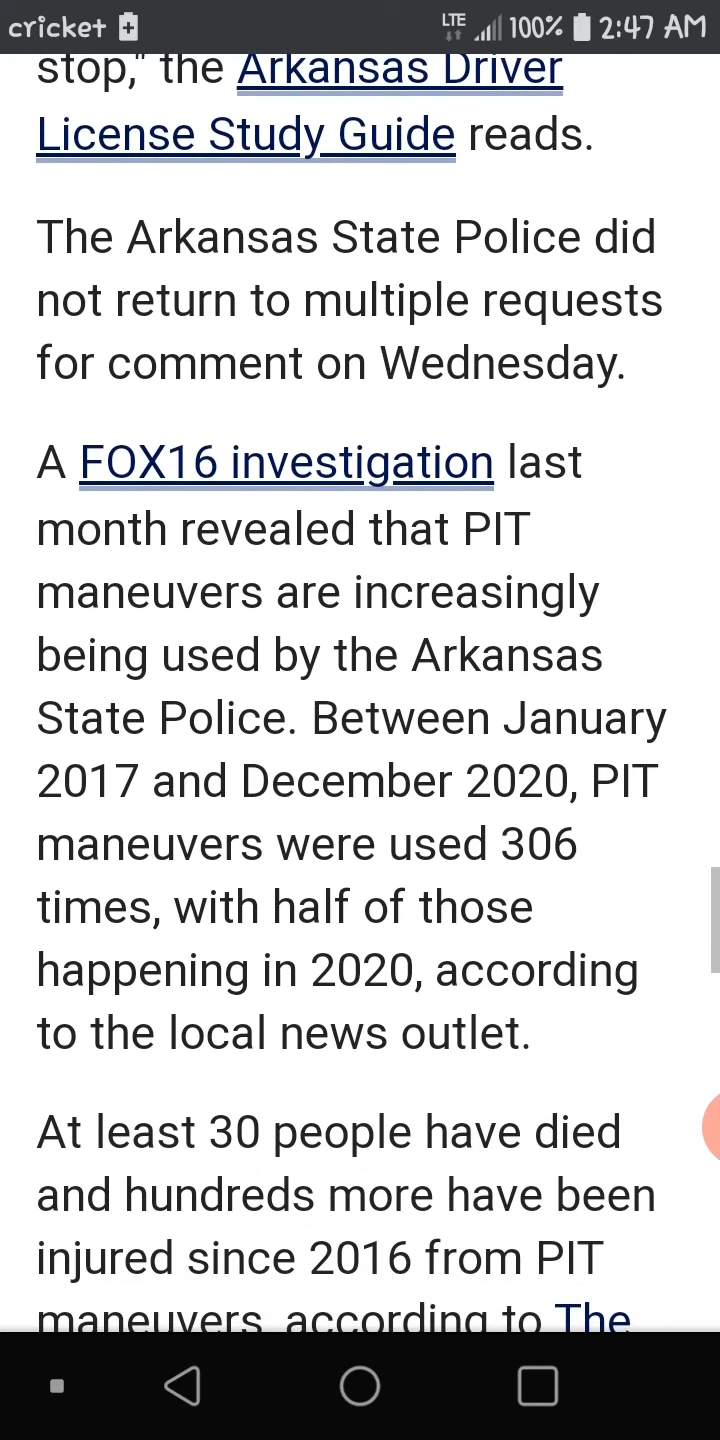 cricket LTE 100% 2:47 AM
stop," the Arkansas Driver
License Study Guide reads.
The Arkansas State Police did
not return to multiple requests
for comment on Wednesday.
A FOX16 investigation last
month revealed that PIT
maneuvers are increasingly
being used by the Arkansas
State Police. Between January
2017 and December 2020, PIT
maneuvers were used 306
times, with half of those
happening in 2020, according
to the local news outlet.
At least 30 people have died
and hundreds more have been
injured since 2016 from PIT
maneuvers, according to The